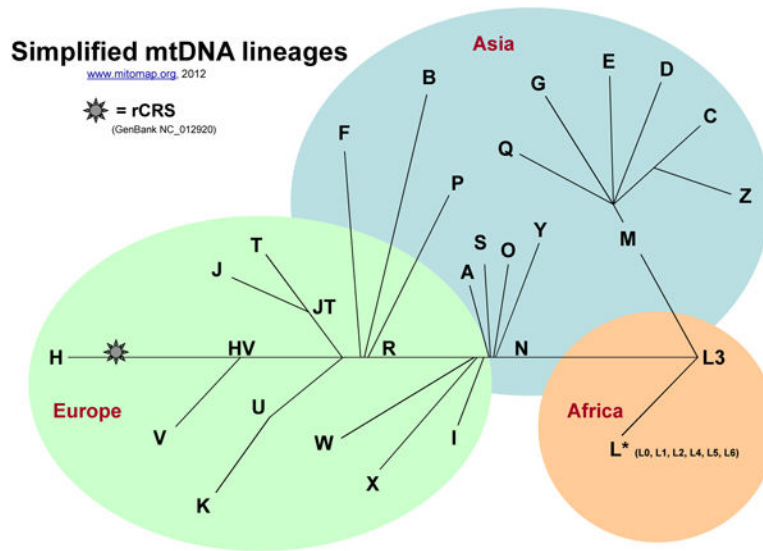 Simplified mtDNA lineages
www.mitomap.org, 2012
= rCRS
(GenBank NC_012920)
Asia
B
G
E
D
C
F
Q
P
Z
Y
S
O
A
M
T
J
JT
H
HV
R
N
L3
Europe
U
V
K
W
X
I
Africa
L* (L0, L1, L2, L4, L5, L6)